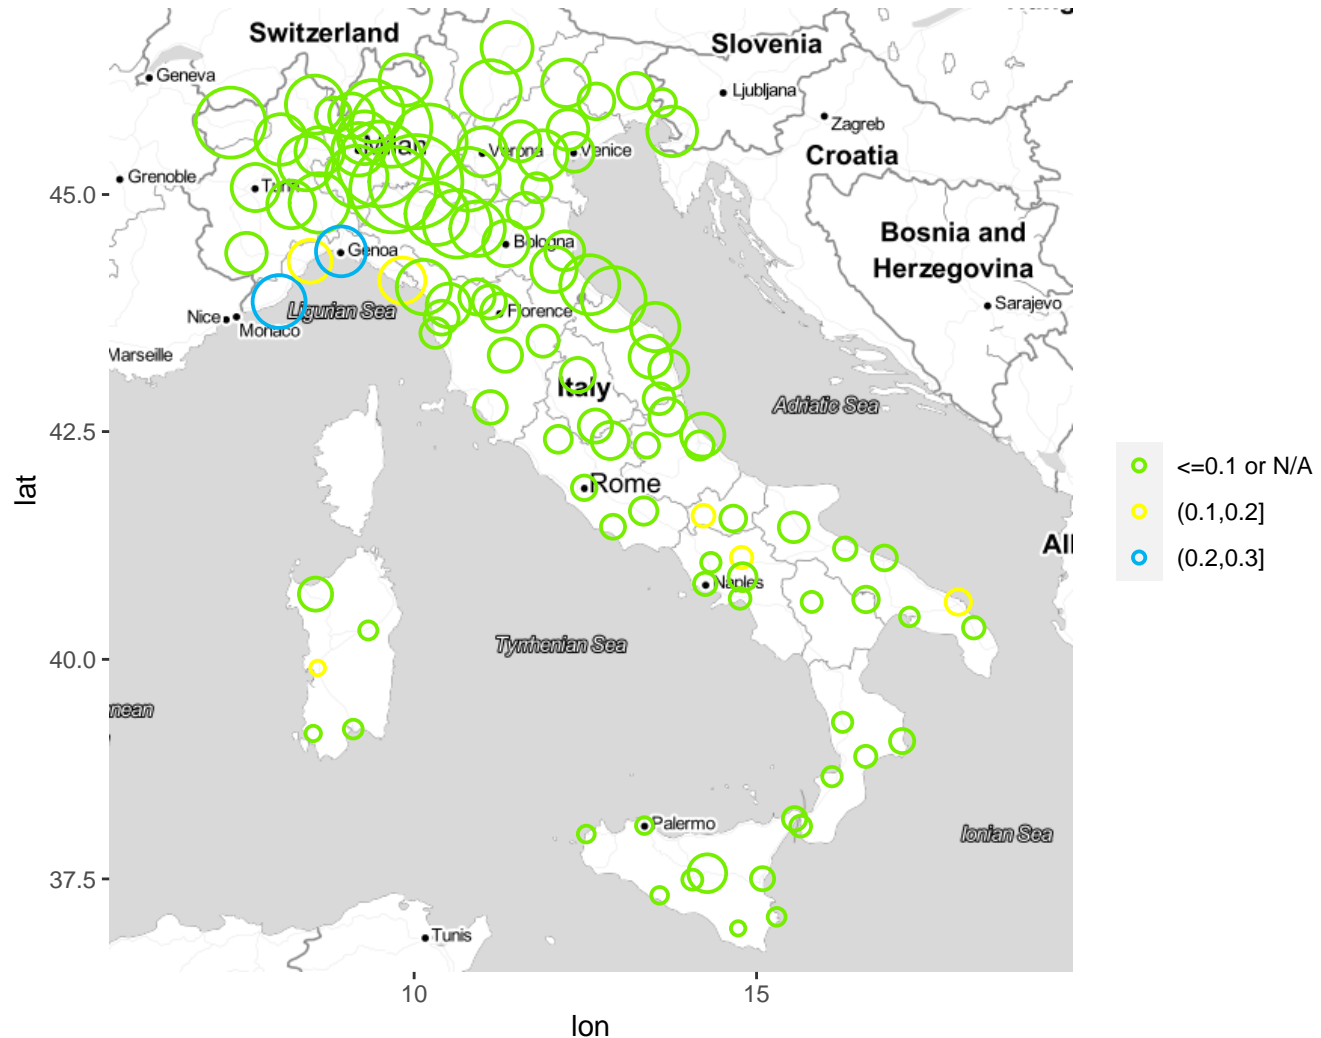 Switzerland
Slovenia
Geneva
Ljubljana
Zagreb
Croatia
Milan
Verona
Venice
Grenoble
45.0
Bosnia and
Herzegovina
Bologna
Genoa
Sarajevo
Ligurian Sea
Florence
Nice
Monaco
Marseille
Italy
Adriatic Sea
42.5
Rome
lat
<=0.1 or N/A
(0.1,0.2]
(0.2,0.3]
Naples
Tyrrhenian Sea
40.0
Palermo
Ionian Sea
37.5
Tunis
10
15
lon